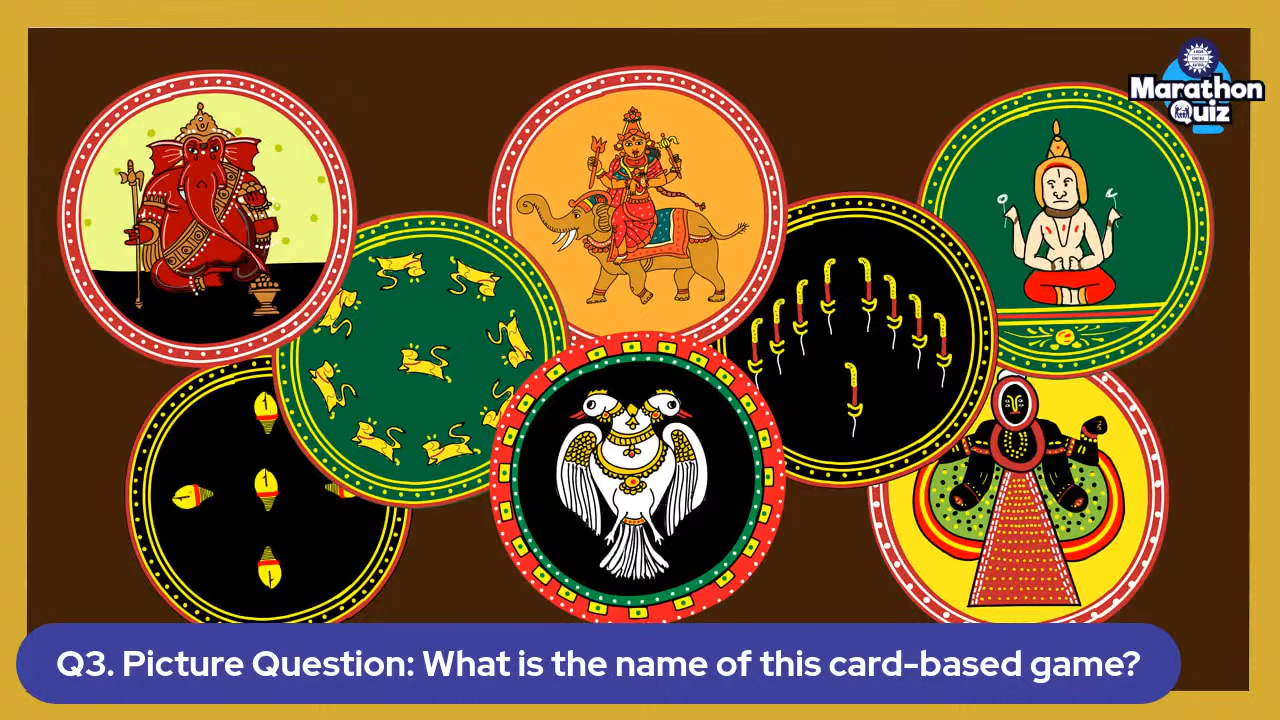 Marathon
Quiz
Q3. Picture Question: What is the name of this card-based game?